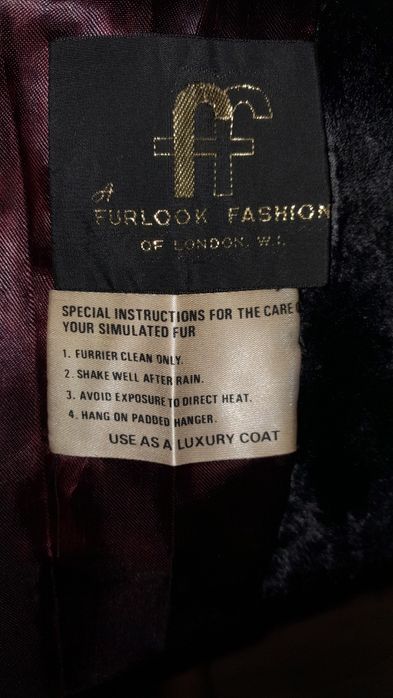 ff
A
FURLOOK FASHION
OF LONDON. W.1.
SPECIAL INSTRUCTIONS FOR THE CARE
YOUR SIMULATED FUR
1. FURRIER CLEAN ONLY.
2. SHAKE WELL AFTER RAIN.
3. AVOID EXPOSURE TO DIRECT HEAT.
4. HANG ON PADDED HANGER.
USE AS A LUXURY COAT